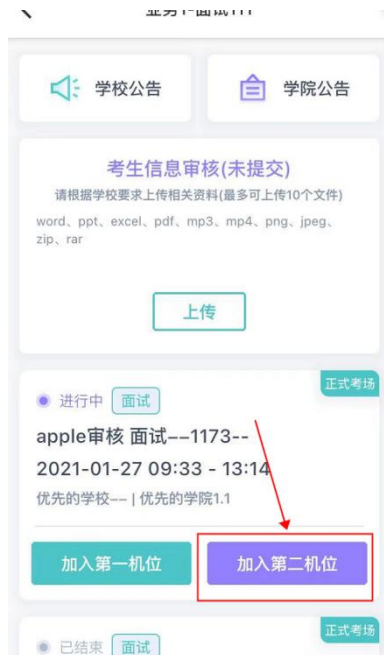 学校公告
学院公告
考生信息审核(未提交)
请根据学校要求上传相关资料(最多可上传10个文件)
word、ppt、excel、pdf、mp3、mp4、png、jpeg、
zip、rar
上传
正式考场
进行中 面试
apple审核 面试––1173--
2021-01-27 09:33 - 13:14
优先的学校–– | 优先的学院1.1
加入第一机位
加入第二机位
正式考场
已结束 面试